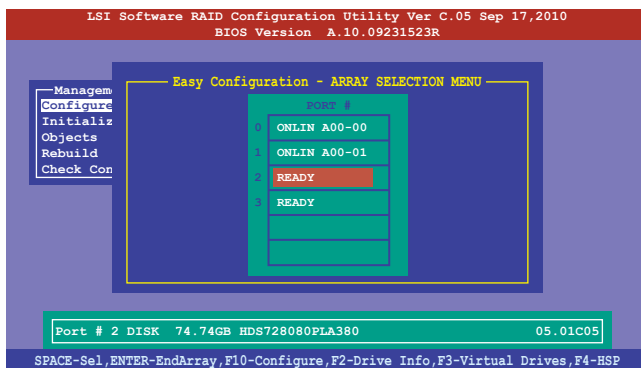 LSI Software RAID Configuration Utility Ver C.05 Sep 17,2010
BIOS Version A.10.09231523R
Easy Configuration - ARRAY SELECTION MENU
Managem
Configure
Initializ
Objects
Rebuild
Check Con
PORT #
0 ONLIN A00-00
1 ONLIN A00-01
2 READY
3 READY
Port # 2 DISK 74.74GB HDS728080PLA380 05.01C05
SPACE-Sel,ENTER-EndArray,F10-Configure,F2-Drive Info,F3-Virtual Drives,F4-HSP